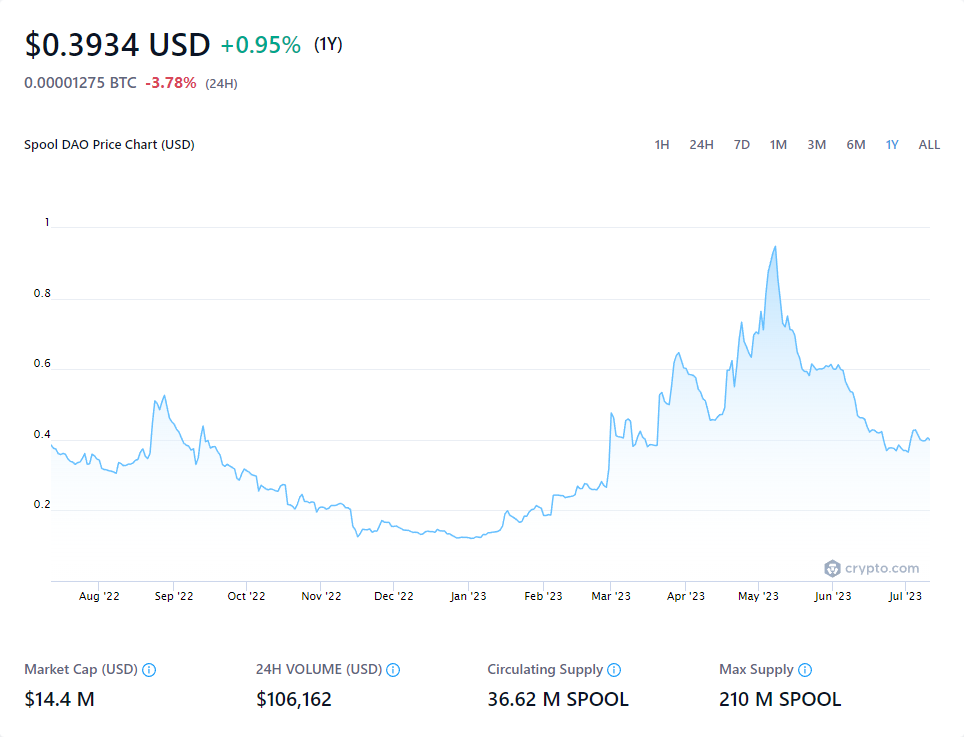 $0.3934 USD +0.95% (1Y)
0.00001275 BTC -3.78% (24H)
Spool DAO Price Chart (USD) 1H 24H 7D 1M 3M 6M 1Y ALL
1
0.8
0.6
0.4
0.2
crypto.com
Aug '22 Sep '22 Oct '22 Nov '22 Dec '22 Jan '23 Feb '23 Mar '23 Apr '23 May '23 Jun '23 Jul '23
Market Cap (USD) 24H VOLUME (USD) Circulating Supply Max Supply
$14.4 M $106,162 36.62 M SPOOL 210 M SPOOL